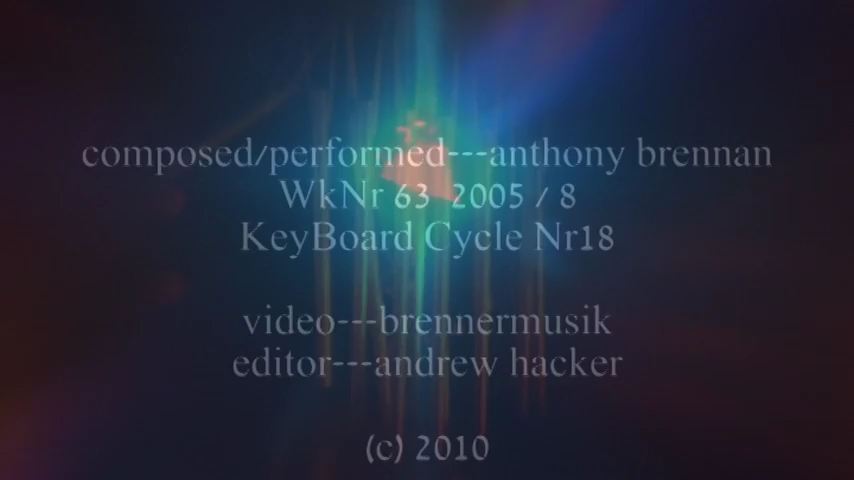 composed/performed---anthony brennan
WkNr 63  2005 / 8
KeyBoard Cycle Nr18
video---brennermusik
editor---andrew hacker
(c) 2010